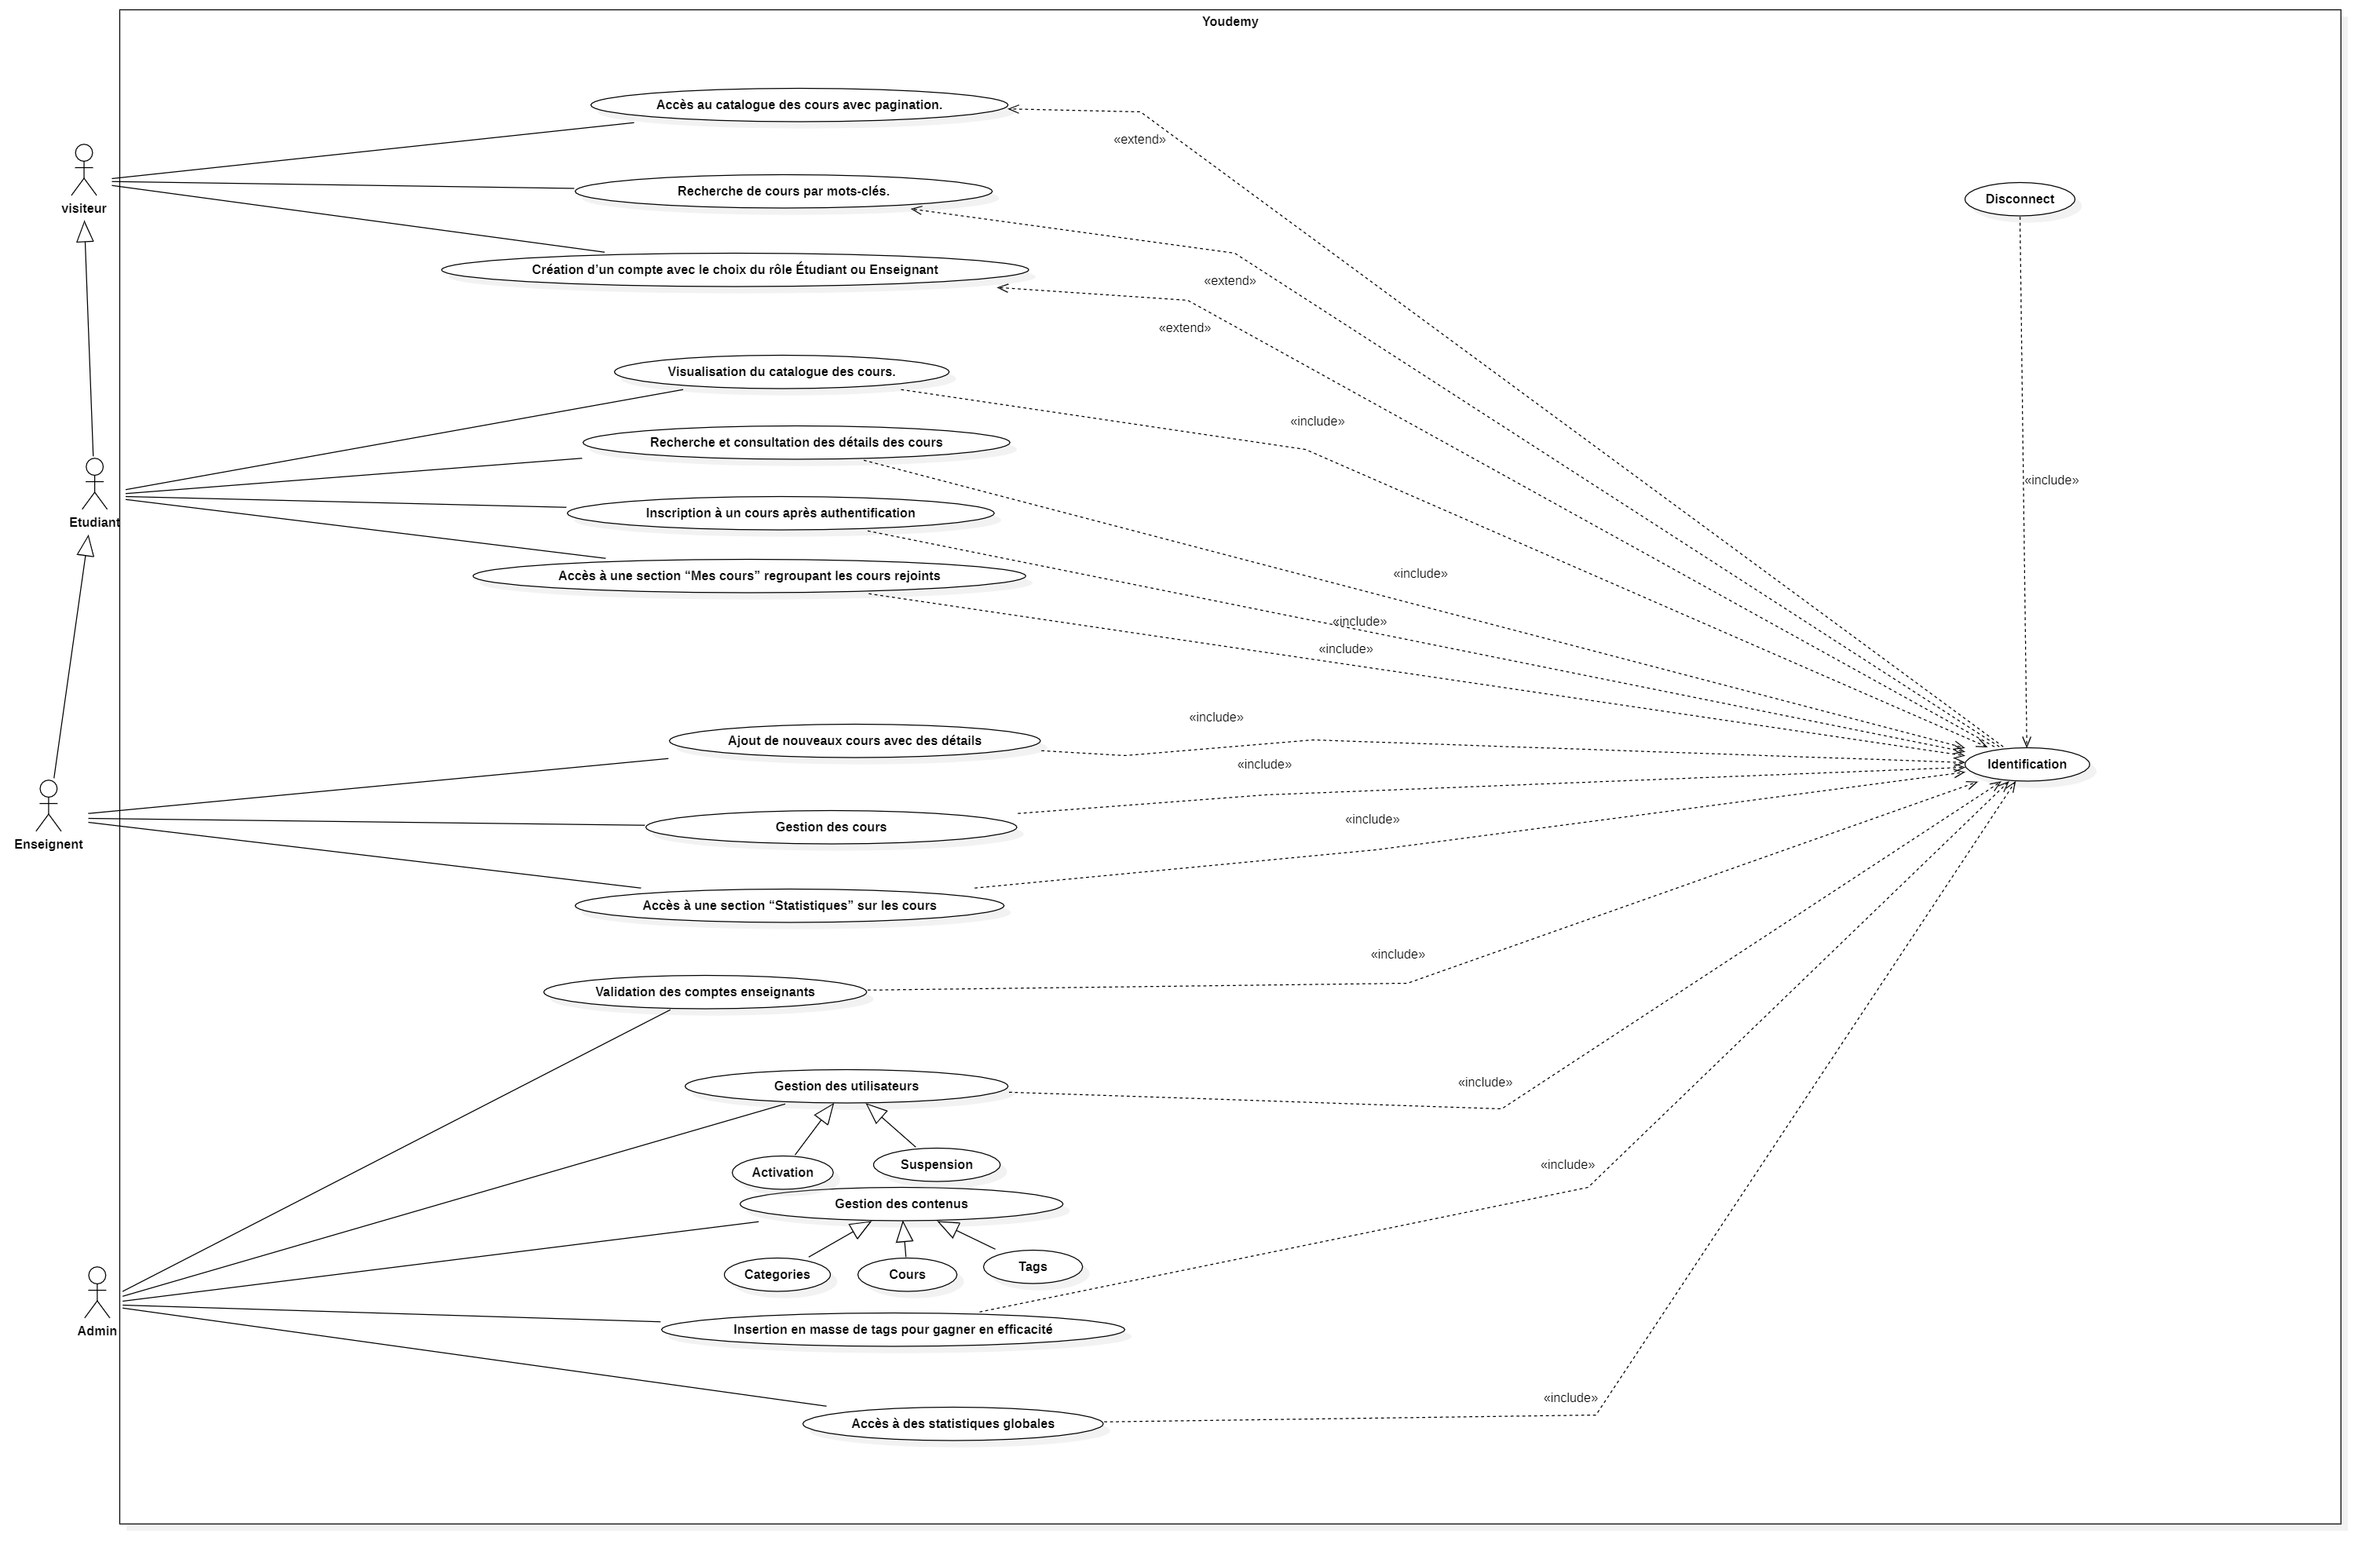 Youdemy
Accès au catalogue des cours avec pagination.
«extend»
visiteur
Recherche de cours par mots-clés.
Disconnect
Création d’un compte avec le choix du rôle Étudiant ou Enseignant
«extend»
«extend»
Visualisation du catalogue des cours.
«include»
Recherche et consultation des détails des cours
«include»
Inscription à un cours après authentification
Etudiant
Accès à une section “Mes cours” regroupant les cours rejoints
«include»
«include»
«include»
«include»
Ajout de nouveaux cours avec des détails
«include»
Identification
Gestion des cours
«include»
Enseignent
Accès à une section “Statistiques” sur les cours
«include»
Validation des comptes enseignants
Gestion des utilisateurs
«include»
Activation
Suspension
«include»
Gestion des contenus
Categories
Cours
Tags
Admin
Insertion en masse de tags pour gagner en efficacité
«include»
Accès à des statistiques globales